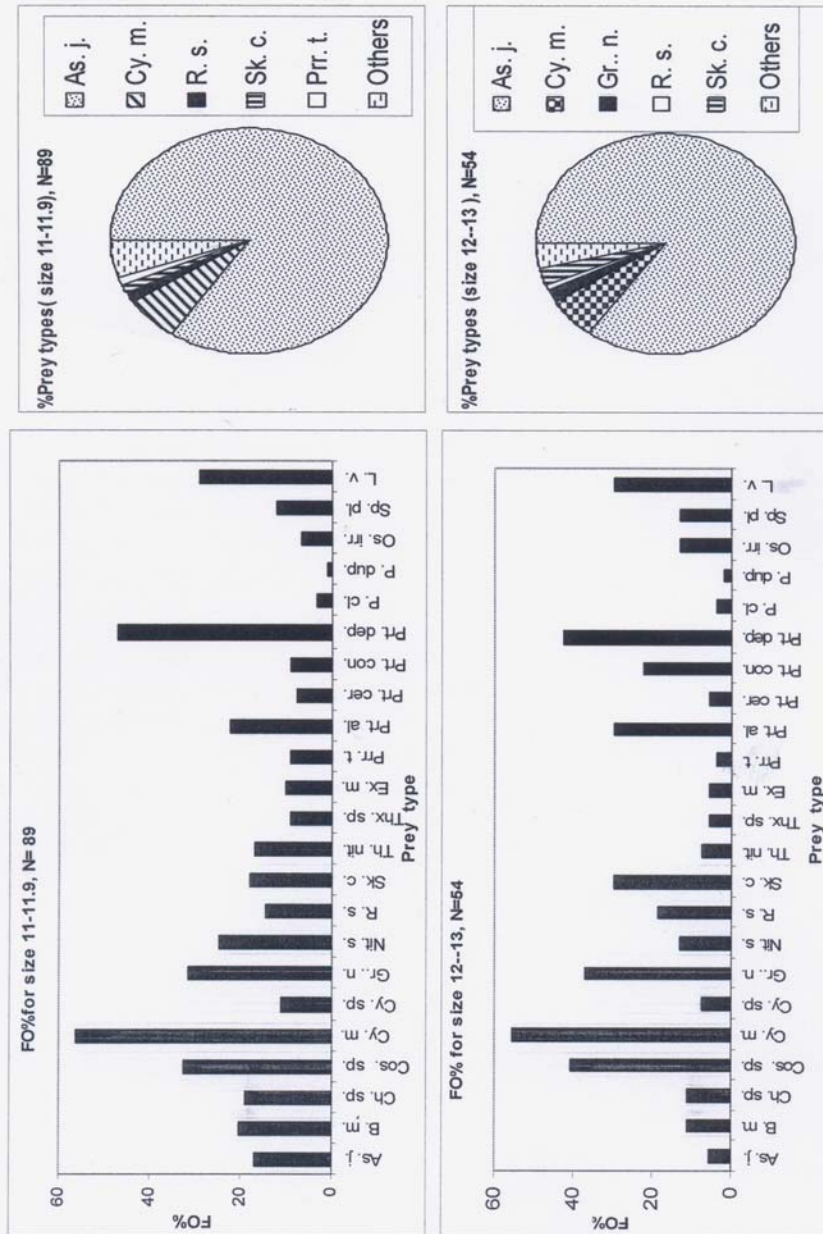 FO%for size 11-11.9, N= 89
FO%
60
40
20
0
As. j.
B. m.
Ch sp.
Cos. sp.
Cy. m.
Cy. sp.
Gr.. n.
Nit. s.
R. s.
Sk. c.
Th. nit.
Thx. sp.
Ex. m.
Prr. t.
Prt. al.
Prt. cer.
Prt. con.
Prt. dep.
P. cl.
P. dup.
Os. irr.
Sp. pl.
L. v.
Prey type
%Prey types( size 11-11.9), N=89
As. j.
Cy. m.
R. s.
Sk. c.
Prr. t.
Others
FO% for size 12--13, N=54
FO%
60
40
20
0
As. j.
B. m.
Ch sp.
Cos. sp.
Cy. m.
Cy. sp.
Gr.. n.
Nit. s.
R. s.
Sk. c.
Th. nit.
Thx. sp.
Ex. m.
Prr. t.
Prt. al.
Prt. cer.
Prt. con.
Prt. dep.
P. cl.
P. dup.
Os. irr.
Sp. pl.
L. v.
Prey type
%Prey types (size 12--13 ), N=54
As. j.
Cy. m.
Gr.. n.
R. s.
Sk. c.
Others